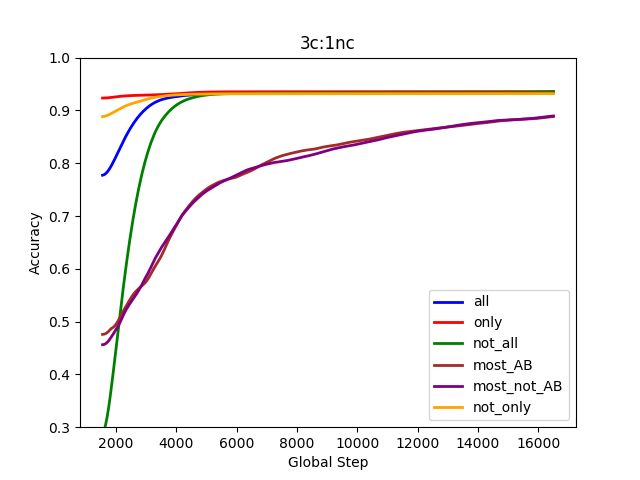 3c:1nc
1.0
0.9
0.8
0.7
0.6
0.5
0.4
0.3
Accuracy
2000 4000 6000 8000 10000 12000 14000 16000
Global Step
all
only
not_all
most_AB
most_not_AB
not_only